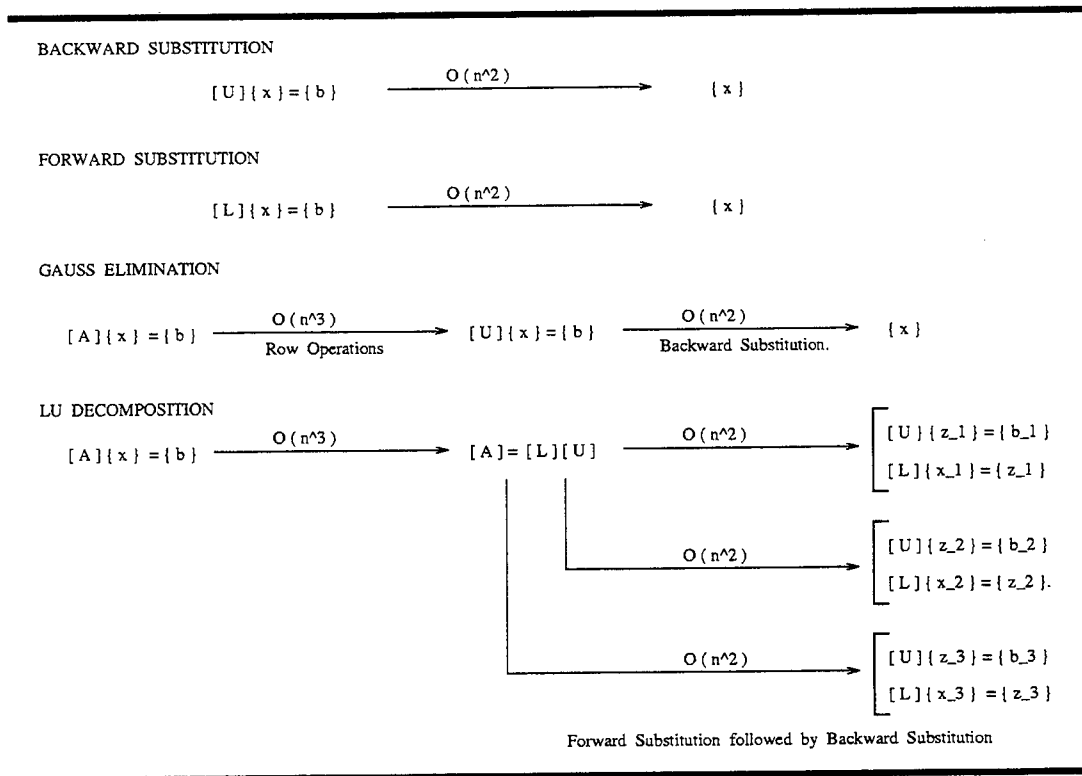 BACKWARD SUBSTITUTION
O ( n^2 )
[ U ] { x } = { b } { x }
FORWARD SUBSTITUTION
O ( n^2 )
[ L ] { x } = { b } { x }
GAUSS ELIMINATION
O ( n^3 ) O ( n^2 )
[ A ] { x } = { b } [ U ] { x } = { b } { x }
Row Operations Backward Substitution.
LU DECOMPOSITION
O ( n^3 ) O ( n^2 ) [ U ] { z_1 } = { b_1 }
[ A ] { x } = { b } [ A ] = [ L ] [ U ]
[ L ] { x_1 } = { z_1 }
O ( n^2 ) [ U ] { z_2 } = { b_2 }
[ L ] { x_2 } = { z_2 }.
O ( n^2 ) [ U ] { z_3 } = { b_3 }
[ L ] { x_3 } = { z_3 }
Forward Substitution followed by Backward Substitution